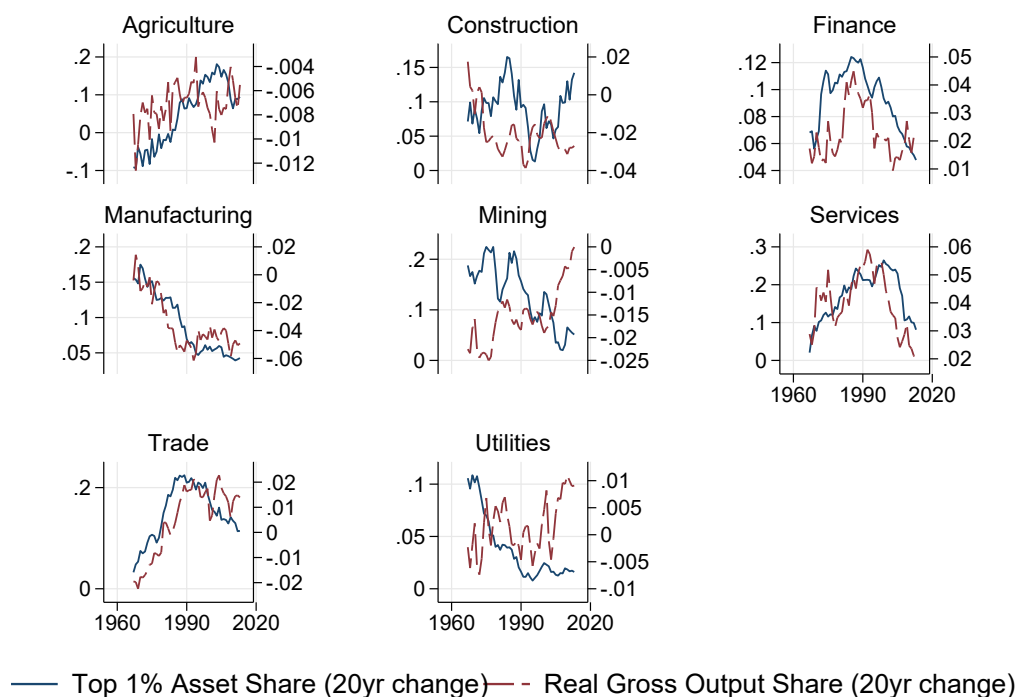 Agriculture Construction Finance
.2 .1 0 -.1 -.004 -.006 -.008 -.01 -.012
.15 .1 .05 0 .02 0 -.02 -.04
.12 .1 .08 .06 .04 .05 .04 .03 .02 .01
Manufacturing Mining Services
.2 .15 .1 .05 .02 0 -.02 -.04 -.06
.2 .1 0 0 -.005 -.01 -.015 -.02 -.025
.3 .2 .1 0 .06 .05 .04 .03 .02
1960 1990 2020
Trade Utilities
.2 0 .02 .01 0 -.01 -.02
.1 .05 0 .01 .005 0 -.005 -.01
1960 1990 2020 1960 1990 2020
Top 1% Asset Share (20yr change) Real Gross Output Share (20yr change)